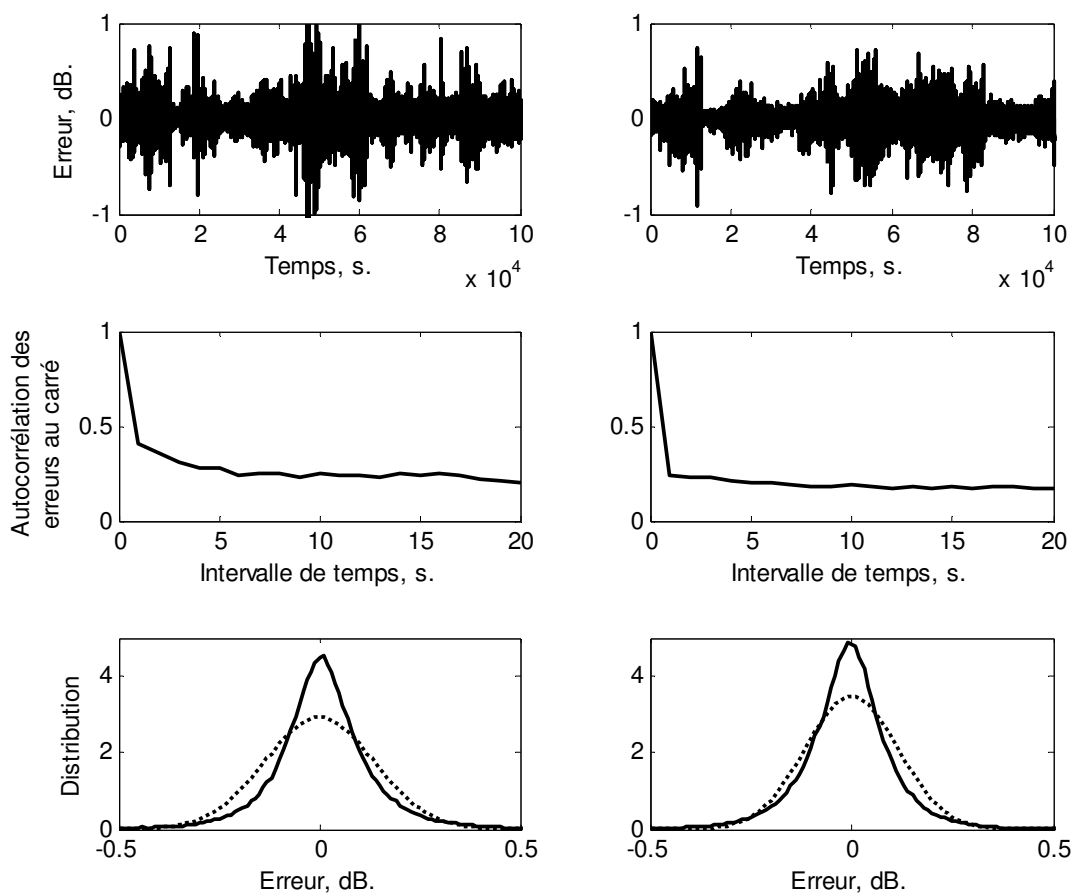 1
0
-1
Erreur, dB.
0 2 4 6 8 10
Temps, s.
x 10^4
1
0
-1
0 2 4 6 8 10
Temps, s.
x 10^4
1
0.5
0
Autocorrélation des
erreurs au carré
0 5 10 15 20
Intervalle de temps, s.
1
0.5
0
0 5 10 15 20
Intervalle de temps, s.
4
2
0
Distribution
-0.5 0 0.5
Erreur, dB.
4
2
0
-0.5 0 0.5
Erreur, dB.